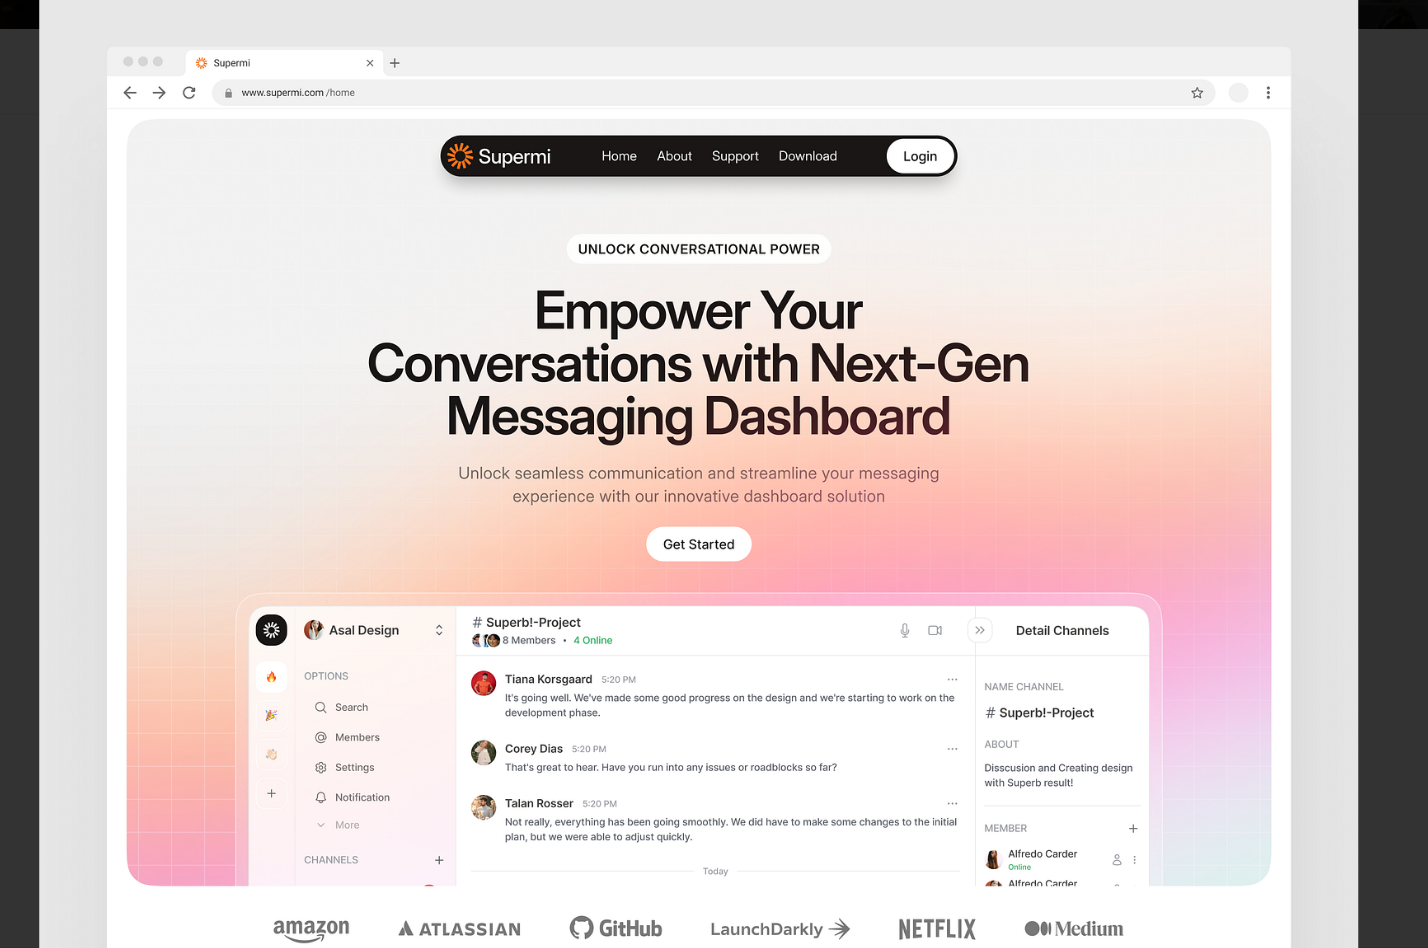 Supermi
www.supermi.com/home
Supermi
Home
About
Support
Download
Login
UNLOCK CONVERSATIONAL POWER
Empower Your
Conversations with Next-Gen
Messaging Dashboard
Unlock seamless communication and streamline your messaging
experience with our innovative dashboard solution
Get Started
Asal Design
OPTIONS
Search
Members
Settings
Notification
More
CHANNELS
# Superb!-Project
8 Members • 4 Online
Tiana Korsgaard 5:20 PM
It's going well. We've made some good progress on the design and we're starting to work on the
development phase.
Corey Dias 5:20 PM
That's great to hear. Have you run into any issues or roadblocks so far?
Talan Rosser 5:20 PM
Not really, everything has been going smoothly. We did have to make some changes to the initial
plan, but we were able to adjust quickly.
Today
Detail Channels
NAME CHANNEL
# Superb!-Project
ABOUT
Disscusion and Creating design
with Superb result!
MEMBER
Alfredo Carder
Online
Alfredo Carder
amazon
ATLASSIAN
GitHub
LaunchDarkly
NETFLIX
Medium